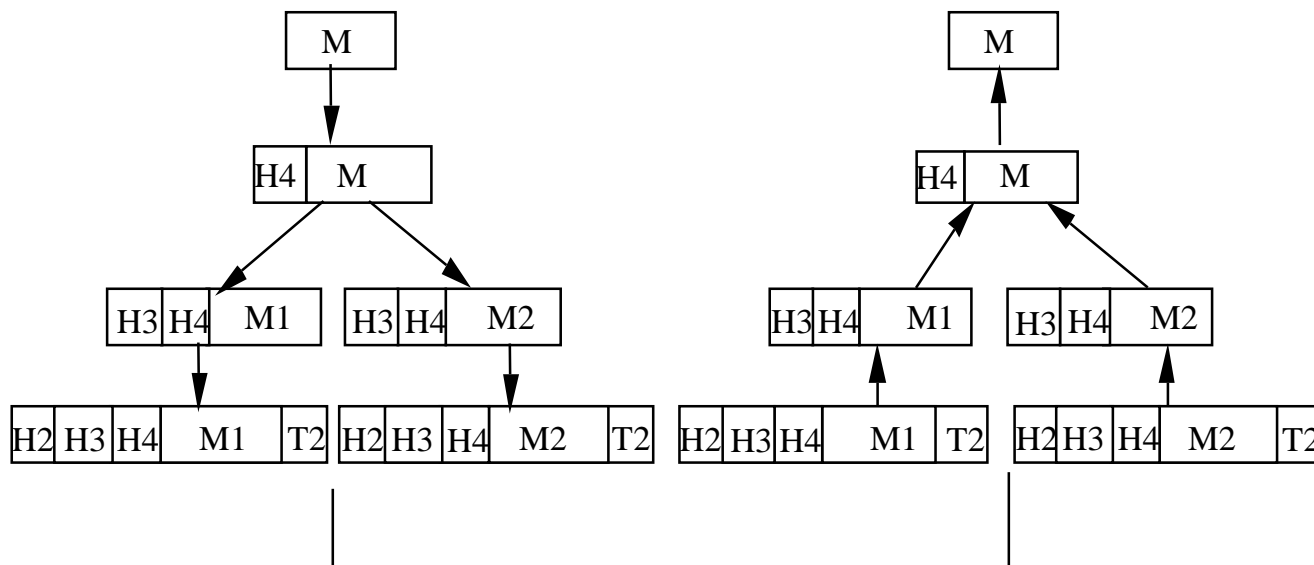 M M
H4 M H4 M
H3 H4 M1 H3 H4 M2 H3 H4 M1 H3 H4 M2
H2 H3 H4 M1 T2 H2 H3 H4 M2 T2 H2 H3 H4 M1 T2 H2 H3 H4 M2 T2